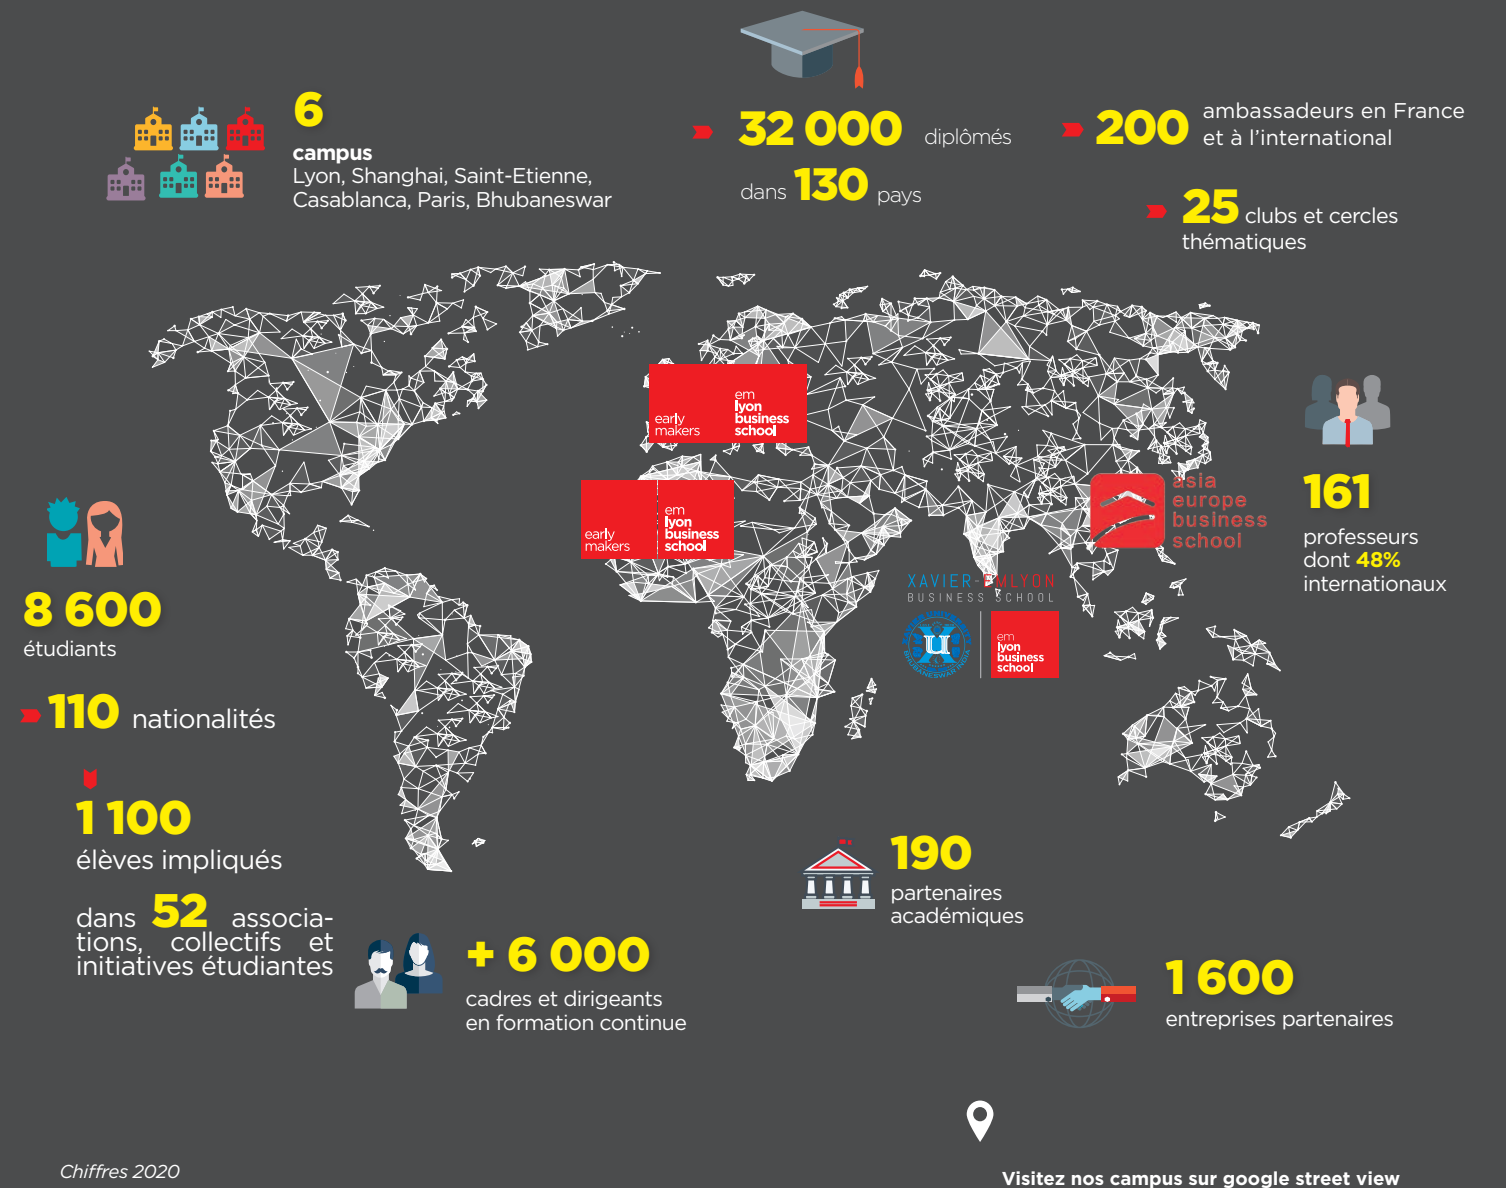 6
campus
Lyon, Shanghai, Saint-Etienne,
Casablanca, Paris, Bhubaneswar
32 000 diplômés
dans 130 pays
200 ambassadeurs en France
et à l'international
25 clubs et cercles
thématiques
early
makers
em
lyon
business
school
early
makers
em
lyon
business
school
asia
europe
business
school
XAVIER-EMLYON
BUSINESS SCHOOL
em
lyon
business
school
161
professeurs
dont 48%
internationaux
8 600
étudiants
110 nationalités
1 100
élèves impliqués
dans 52 associa-
tions, collectifs et
initiatives étudiantes
+ 6 000
cadres et dirigeants
en formation continue
190
partenaires
académiques
1 600
entreprises partenaires
Chiffres 2020
Visitez nos campus sur google street view